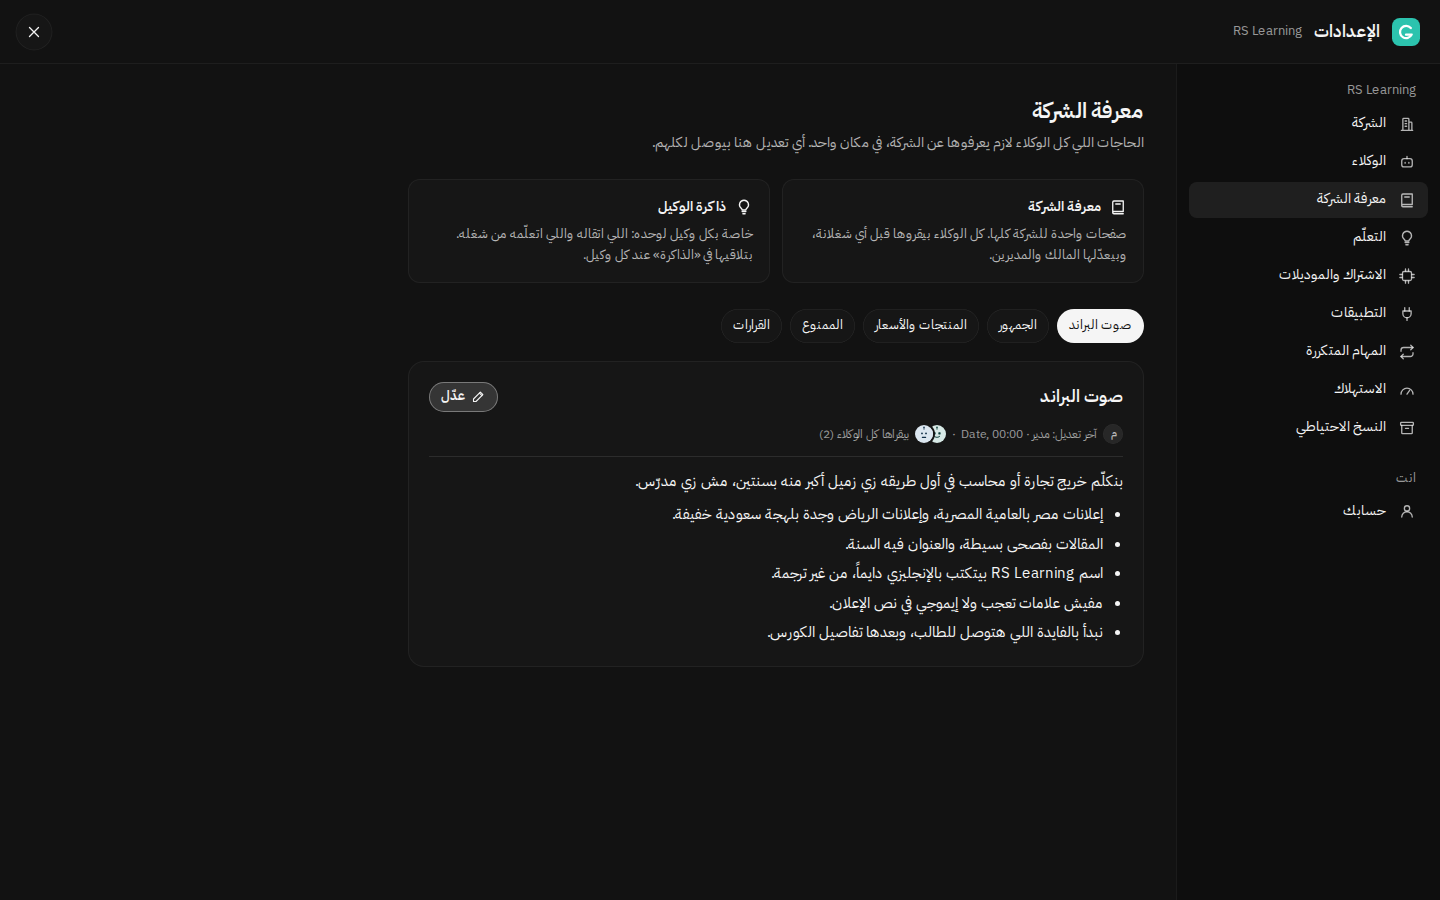 الإعدادات RS Learning
RS Learning
الشركة
الوكلاء
معرفة الشركة
التعلّم
الاشتراك والموديلات
التطبيقات
المهام المتكررة
الاستهلاك
النسخ الاحتياطي
انت
حسابك
معرفة الشركة
الحاجات اللي كل الوكلاء لازم يعرفوها عن الشركة، في مكان واحد. أي تعديل هنا بيوصل لكلهم.
معرفة الشركة
صفحات واحدة للشركة كلها. كل الوكلاء بيقروها قبل أي شغلانة،
وبيعدّلها المالك والمديرين.
ذاكرة الوكيل
خاصة بكل وكيل لوحده: اللي اتقاله واللي اتعلّمه من شغله.
بتلاقيها في «الذاكرة» عند كل وكيل.
صوت البراند
الجمهور
المنتجات والأسعار
الممنوع
القرارات
صوت البراند
عدّل
م آخر تعديل: مدير · Date, 00:00 · بيقراها كل الوكلاء (2)
بنكلّم خريج تجارة أو محاسب في أول طريقه زي زميل أكبر منه بسنتين، مش زي مدرّس.
• إعلانات مصر بالعامية المصرية، وإعلانات الرياض وجدة بلهجة سعودية خفيفة.
• المقالات بفصحى بسيطة، والعنوان فيه السنة.
• اسم RS Learning بيتكتب بالإنجليزي دايماً، من غير ترجمة.
• مفيش علامات تعجب ولا إيموجي في نص الإعلان.
• نبدأ بالفايدة اللي هتوصل للطالب، وبعدها تفاصيل الكورس.